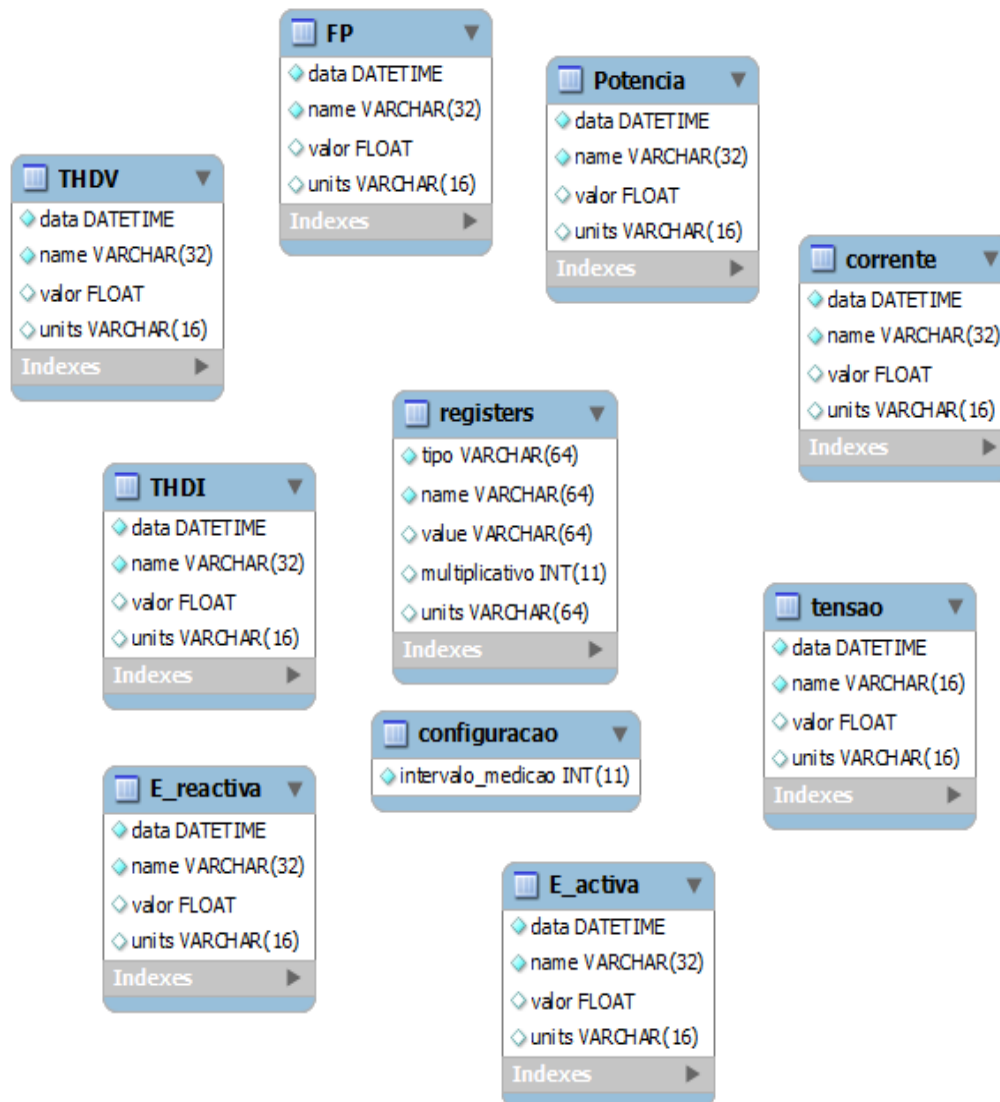 FP
data DATETIME
name VARCHAR(32)
valor FLOAT
units VARCHAR(16)
Indexes
Potencia
data DATETIME
name VARCHAR(32)
valor FLOAT
units VARCHAR(16)
Indexes
THDV
data DATETIME
name VARCHAR(32)
valor FLOAT
units VARCHAR(16)
Indexes
corrente
data DATETIME
name VARCHAR(32)
valor FLOAT
units VARCHAR(16)
Indexes
registers
tipo VARCHAR(64)
name VARCHAR(64)
value VARCHAR(64)
multiplicativo INT(11)
units VARCHAR(64)
Indexes
THDI
data DATETIME
name VARCHAR(32)
valor FLOAT
units VARCHAR(16)
Indexes
tensao
data DATETIME
name VARCHAR(16)
valor FLOAT
units VARCHAR(16)
Indexes
configuracao
intervalo_medicao INT(11)
E_reactiva
data DATETIME
name VARCHAR(32)
valor FLOAT
units VARCHAR(16)
Indexes
E_activa
data DATETIME
name VARCHAR(32)
valor FLOAT
units VARCHAR(16)
Indexes